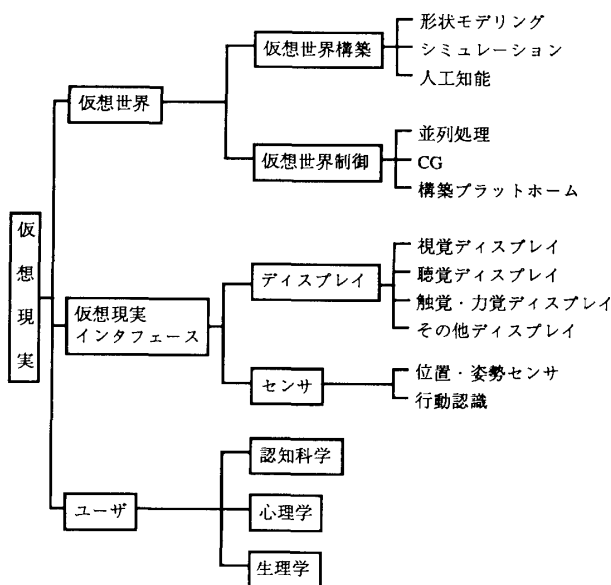 仮想現実
仮想世界
仮想世界構築
形状モデリング
シミュレーション
人工知能
仮想世界制御
並列処理
CG
構築プラットホーム
仮想現実
インタフェース
ディスプレイ
視覚ディスプレイ
聴覚ディスプレイ
触覚・力覚ディスプレイ
その他ディスプレイ
センサ
位置・姿勢センサ
行動認識
ユーザ
認知科学
心理学
生理学